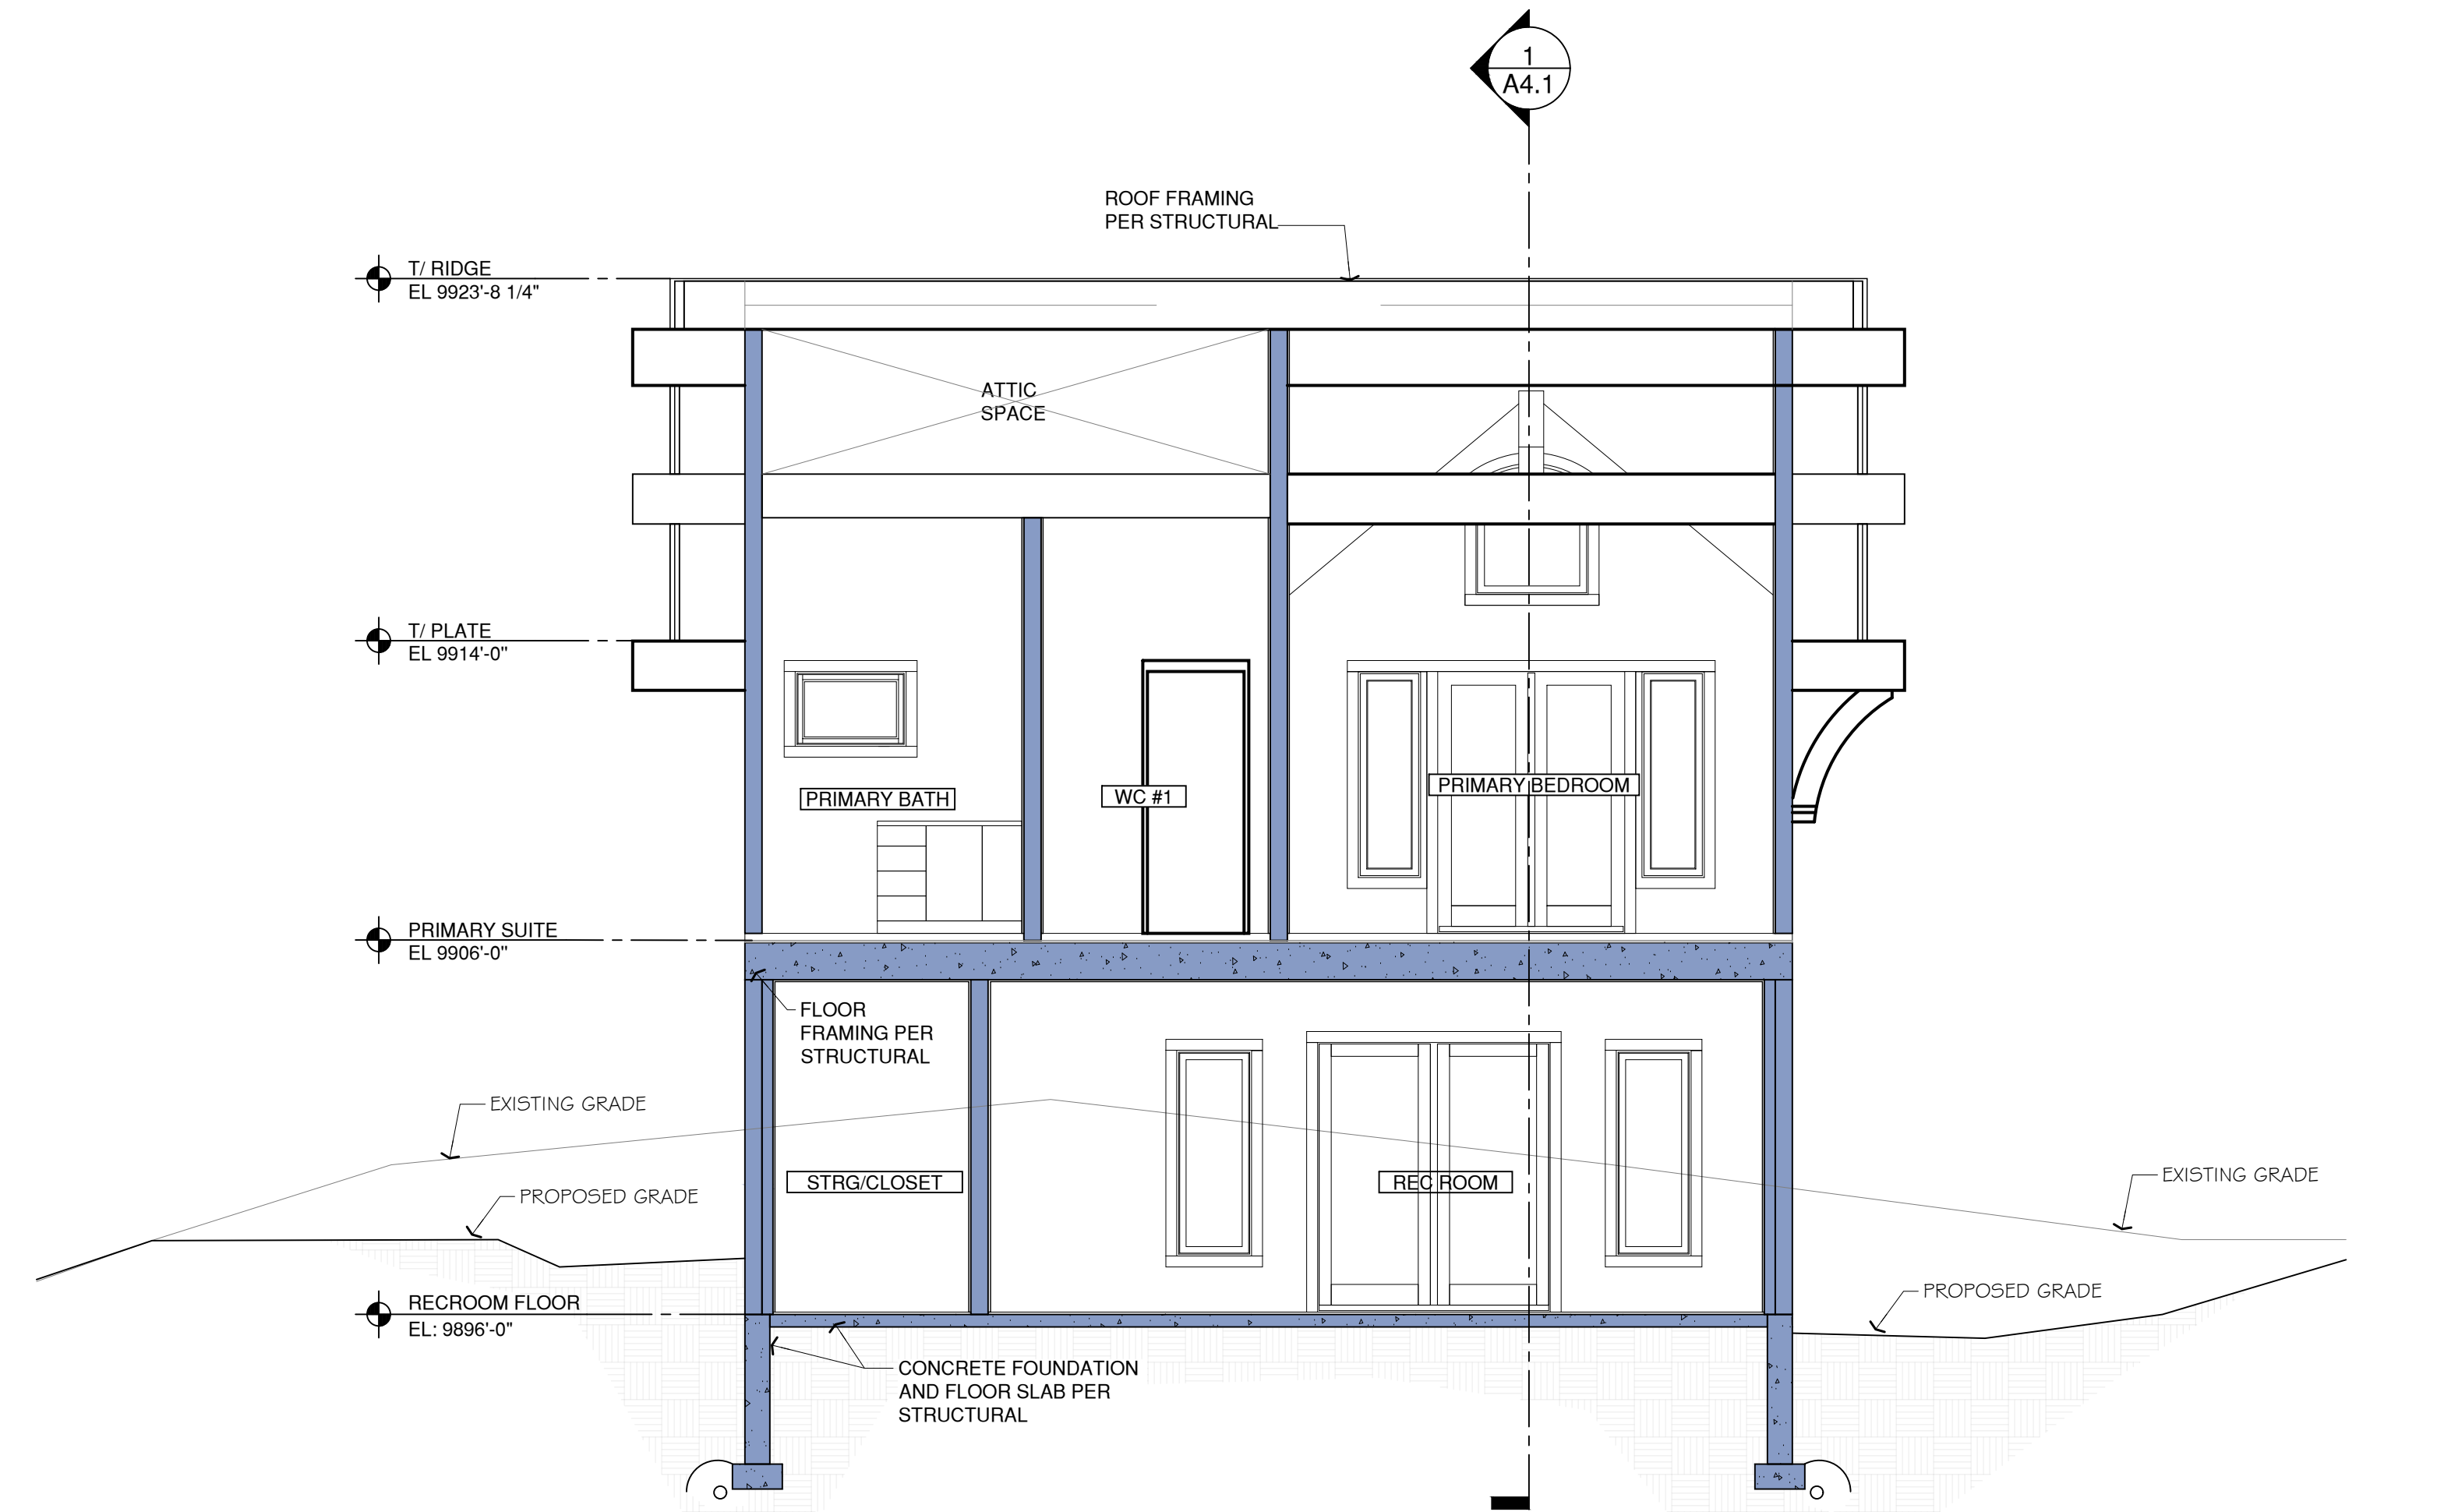 1
A4.1
ROOF FRAMING
PER STRUCTURAL
T/ RIDGE
EL 9923'-8 1/4"
ATTIC
SPACE
T/ PLATE
EL 9914'-0"
PRIMARY BATH
WC #1
PRIMARY BEDROOM
PRIMARY SUITE
EL 9906'-0"
FLOOR
FRAMING PER
STRUCTURAL
EXISTING GRADE
PROPOSED GRADE
STRG/CLOSET
REC ROOM
EXISTING GRADE
PROPOSED GRADE
RECROOM FLOOR
EL: 9896'-0"
CONCRETE FOUNDATION
AND FLOOR SLAB PER
STRUCTURAL